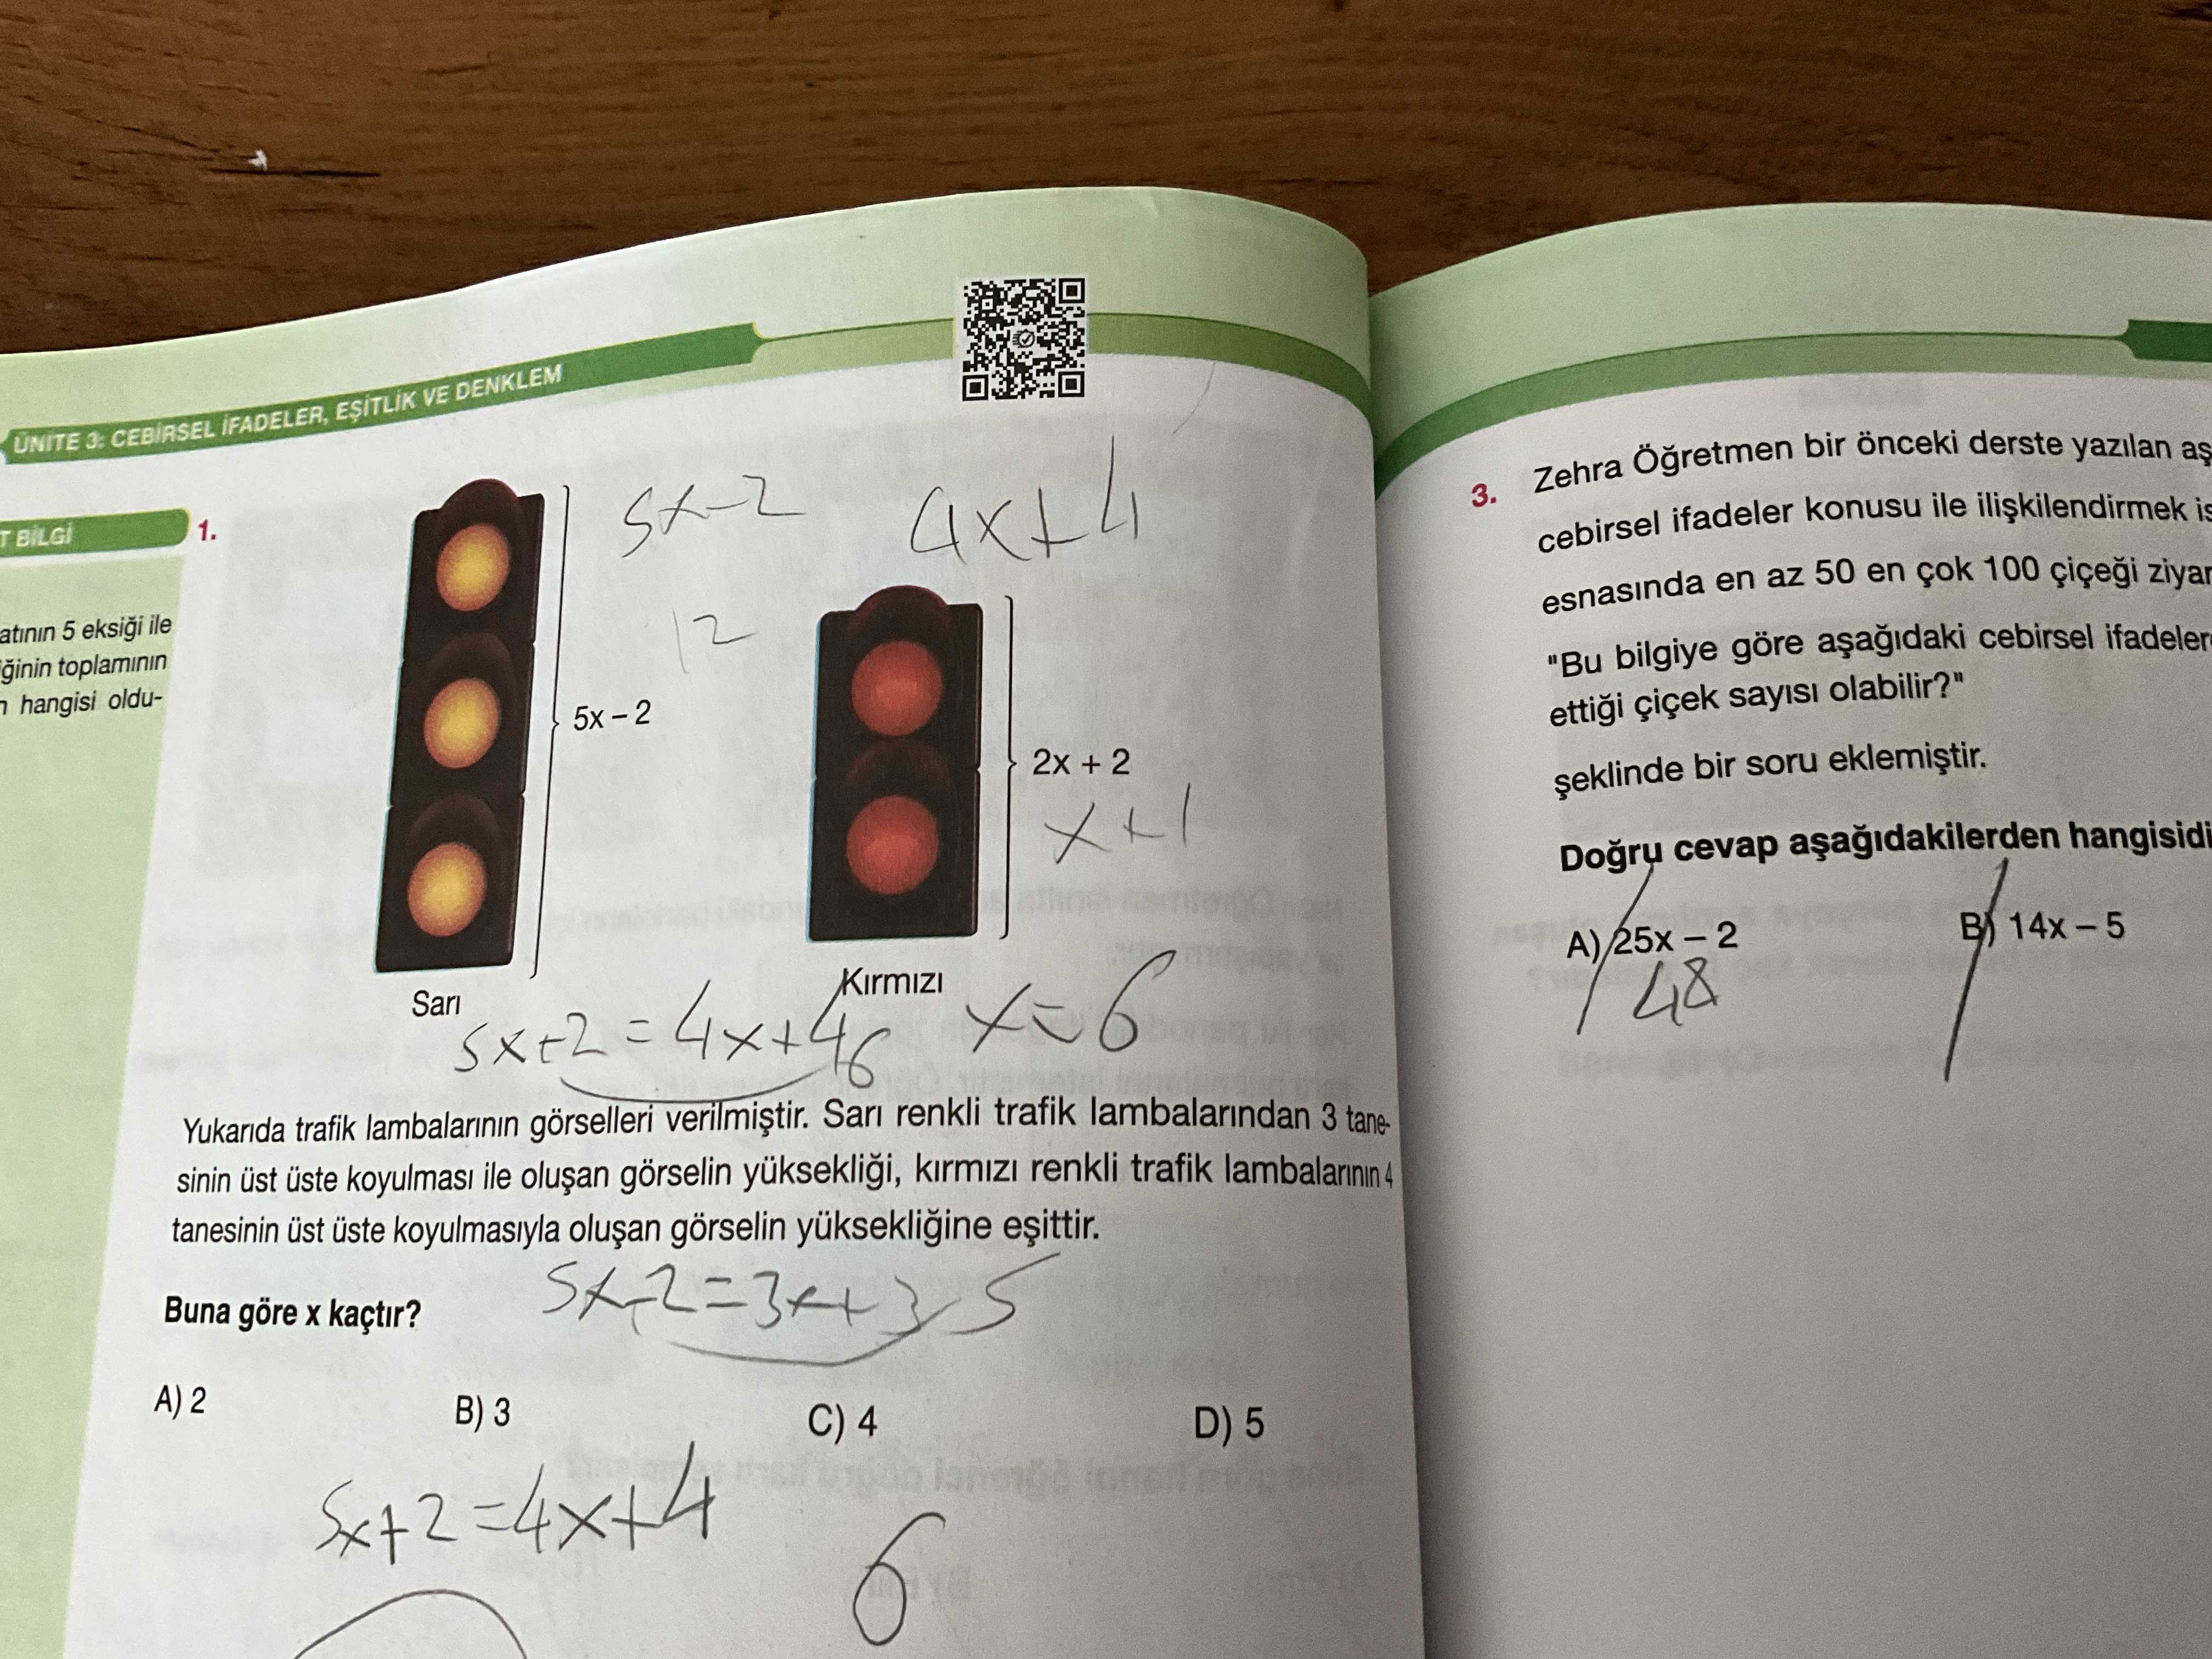 ÜNİTE 3: CEBİRSEL İFADELER, EŞİTLİK VE DENKLEM
T BİLGİ
atının 5 eksiği ile
iğinin toplamının
n hangisi oldu-
1.
5x-2
4x+4
12
5x – 2
2x + 2
x+1
Sarı
Kırmızı
x=6
Yukarıda trafik lambalarının görselleri verilmiştir. Sarı renkli trafik lambalarından 3 tane-
sinin üst üste koyulması ile oluşan görselin yüksekliği, kırmızı renkli trafik lambalarının 4
tanesinin üst üste koyulmasıyla oluşan görselin yüksekliğine eşittir.
5x-2=3x+3 5
Buna göre x kaçtır?
A) 2
B) 3
C) 4
D) 5
5x+2=4x+4
6
3.
Zehra Öğretmen bir önceki derste yazılan aş
cebirsel ifadeler konusu ile ilişkilendirmek is
esnasında en az 50 en çok 100 çiçeği ziyar
"Bu bilgiye göre aşağıdaki cebirsel ifadeler
ettiği çiçek sayısı olabilir?"
şeklinde bir soru eklemiştir.
Doğru cevap aşağıdakilerden hangisidi
A) 25x – 2
B) 14x – 5
48